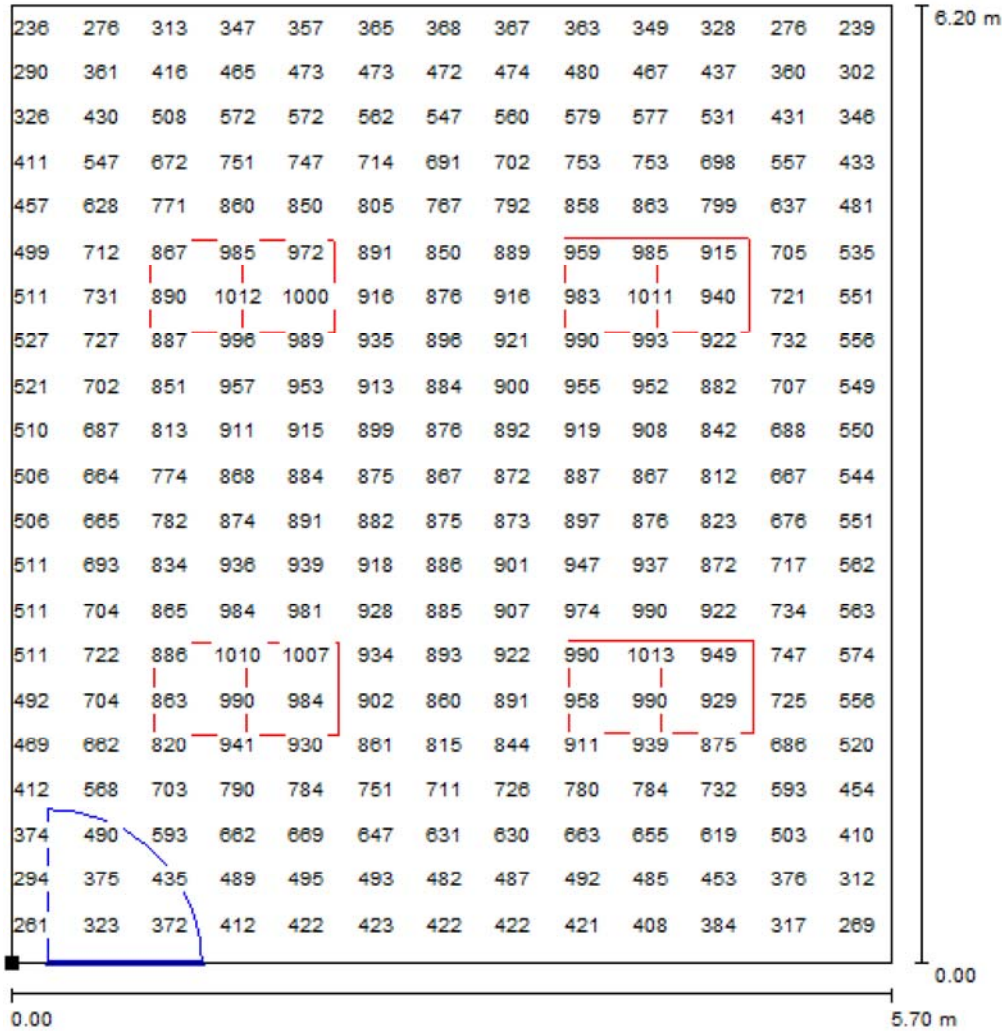 236 276 313 347 357 365 368 367 363 349 328 276 239 6.20 m
290 361 416 465 473 473 472 474 480 467 437 360 302
326 430 508 572 572 562 547 560 579 577 531 431 346
411 547 672 751 747 714 691 702 753 753 698 557 433
457 628 771 860 850 805 767 792 858 863 799 637 481
499 712 867 985 972 891 850 889 959 985 915 705 535
511 731 890 1012 1000 916 876 916 983 1011 940 721 551
527 727 887 996 989 935 896 921 990 993 922 732 556
521 702 851 957 953 913 884 900 955 952 882 707 549
510 687 813 911 915 899 876 892 919 908 842 688 550
506 664 774 868 884 875 867 872 887 867 812 667 544
506 665 782 874 891 882 875 873 897 876 823 676 551
511 693 834 936 939 918 886 901 947 937 872 717 562
511 704 865 984 981 928 885 907 974 990 922 734 563
511 722 886 1010 1007 934 893 922 990 1013 949 747 574
492 704 863 990 984 902 860 891 958 990 929 725 556
469 662 820 941 930 861 815 844 911 939 875 686 520
412 568 703 790 784 751 711 726 780 784 732 593 454
374 490 593 662 669 647 631 630 663 655 619 503 410
294 375 435 489 495 493 482 487 492 485 453 376 312
261 323 372 412 422 423 422 422 421 408 384 317 269
0.00
0.00 5.70 m